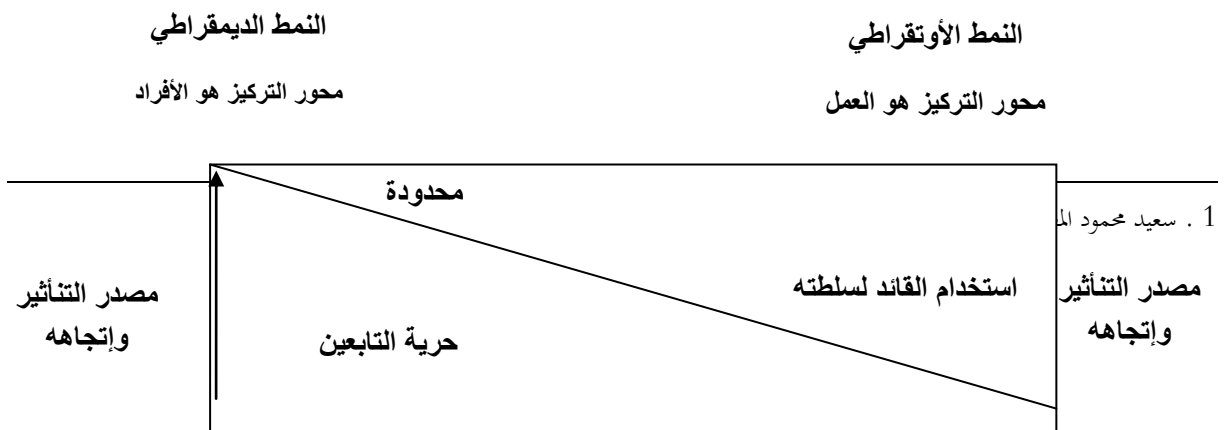 النمط الأوتقراطي
النمط الديمقراطي
محور التركيز هو العمل
محور التركيز هو الأفراد
محدودة
1 . سعيد محمود
مصدر التنأثير
وإتجاهه
استخدام القائد لسلطته
حرية التابعين
مصدر التنأثير
وإتجاهه